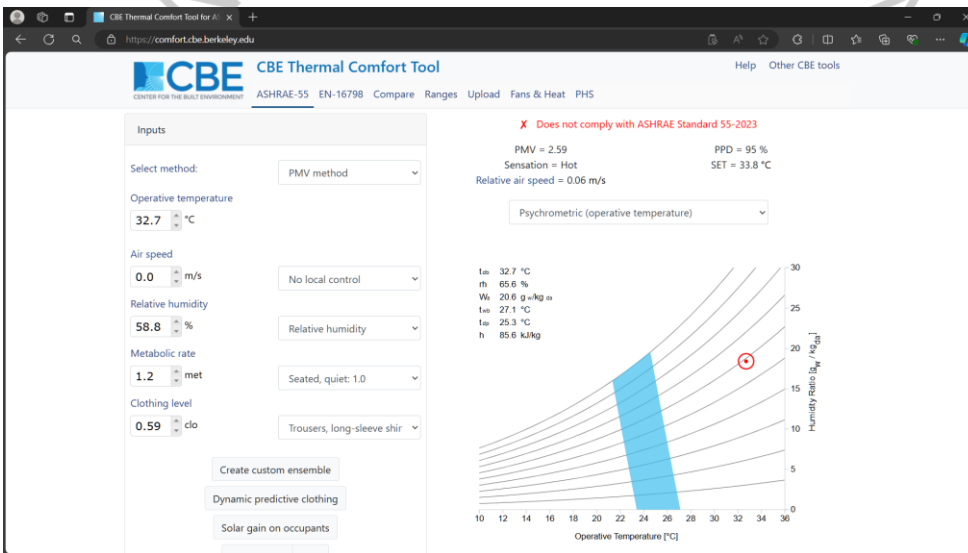 CBE Thermal Comfort Tool for AS
https://comfort.cbe.berkeley.edu
CBE
CENTER FOR THE BUILT ENVIRONMENT
CBE Thermal Comfort Tool
Help Other CBE tools
ASHRAE-55 EN-16798 Compare Ranges Upload Fans & Heat PHS
Inputs
Select method:
PMV method
Operative temperature
32.7 °C
Air speed
0.0 m/s
No local control
Relative humidity
58.8 %
Relative humidity
Metabolic rate
1.2 met
Seated, quiet: 1.0
Clothing level
0.59 clo
Trousers, long-sleeve shir
Create custom ensemble
Dynamic predictive clothing
Solar gain on occupants
✗ Does not comply with ASHRAE Standard 55-2023
PMV = 2.59 PPD = 95 %
Sensation = Hot SET = 33.8 °C
Relative air speed = 0.06 m/s
Psychrometric (operative temperature)
tdb 32.7 °C
rh 65.6 %
Wa 20.6 g w/kg da
twb 27.1 °C
tdp 25.3 °C
h 85.6 kJ/kg
30
25
20
15
10
5
0
Humidity Ratio [gw / kgda]
10 12 14 16 18 20 22 24 26 28 30 32 34 36
Operative Temperature [°C]